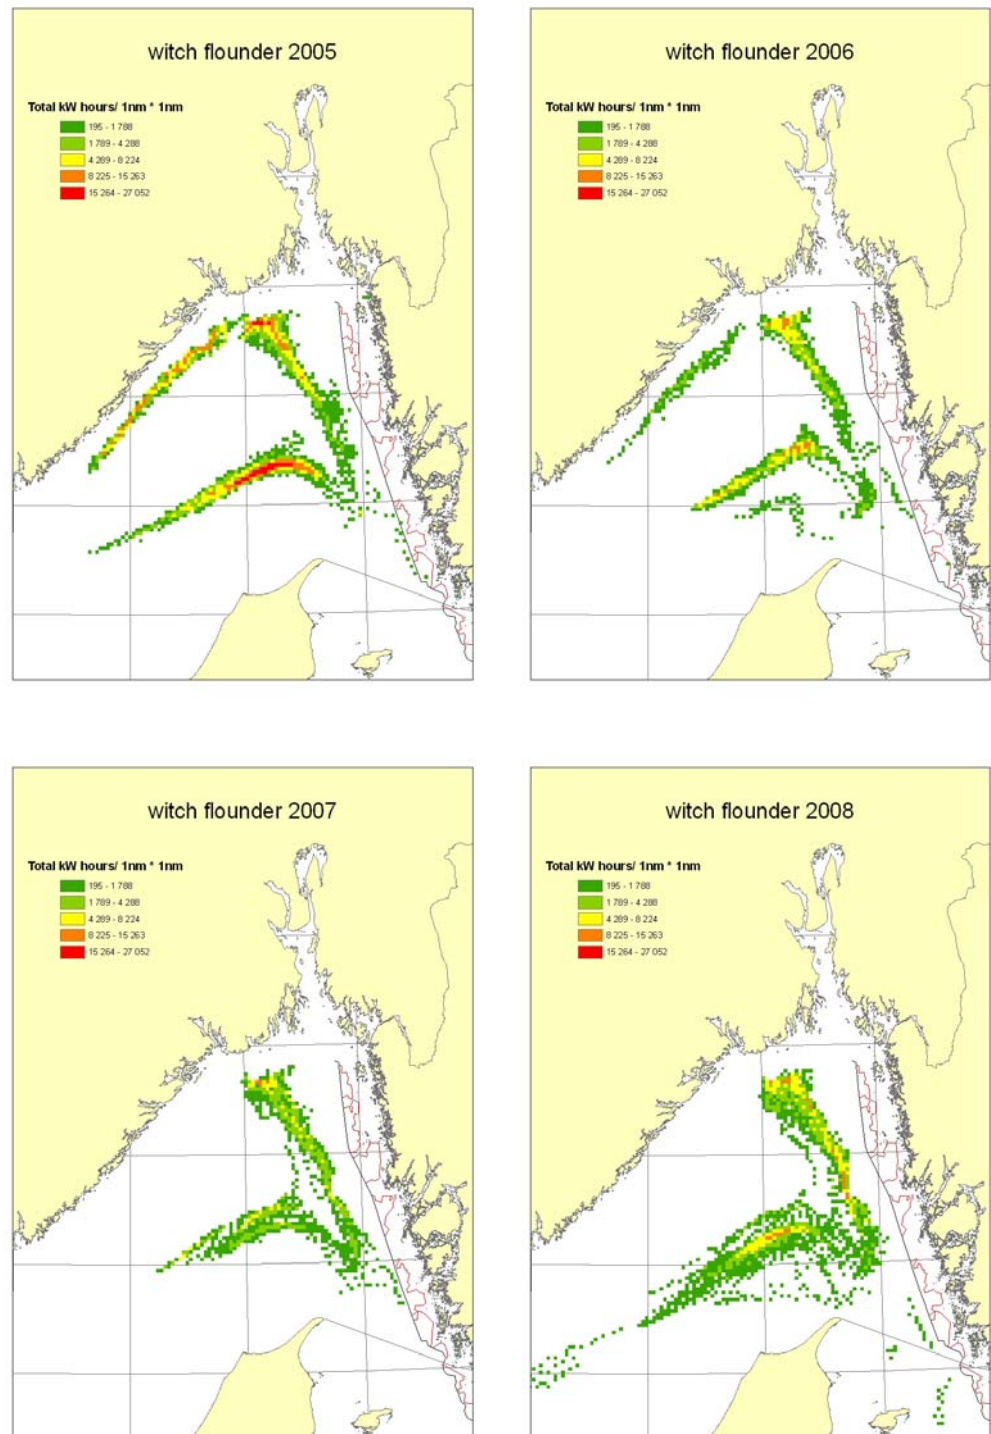 witch flounder 2005
Total kW hours/ 1nm * 1nm
195 - 1 788
1 789 - 4 288
4 289 - 8 224
8 225 - 15 263
15 264 - 27 052
witch flounder 2006
Total kW hours/ 1nm * 1nm
195 - 1 788
1 789 - 4 288
4 289 - 8 224
8 225 - 15 263
15 264 - 27 052
witch flounder 2007
Total kW hours/ 1nm * 1nm
195 - 1 788
1 789 - 4 288
4 289 - 8 224
8 225 - 15 263
15 264 - 27 052
witch flounder 2008
Total kW hours/ 1nm * 1nm
195 - 1 788
1 789 - 4 288
4 289 - 8 224
8 225 - 15 263
15 264 - 27 052